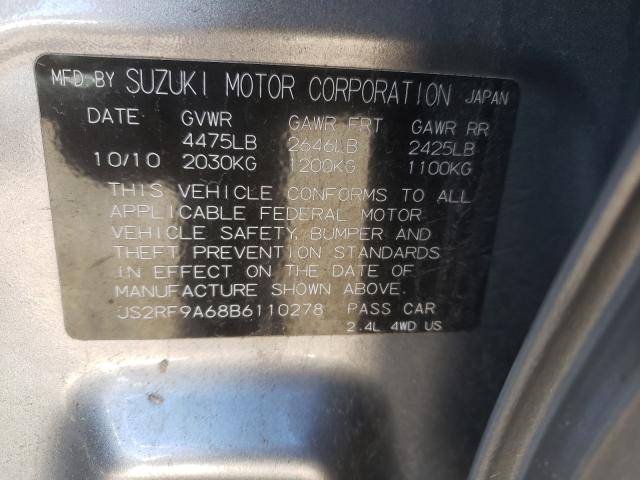 MFD. BY SUZUKI MOTOR CORPORATION JAPAN
DATE GVWR GAWR FRT GAWR RR
4475LB 2646LB 2425LB
10/10 2030KG 1200KG 1100KG
THIS VEHICLE CONFORMS TO ALL
APPLICABLE FEDERAL MOTOR
VEHICLE SAFETY, BUMPER AND
THEFT PREVENTION STANDARDS
IN EFFECT ON THE DATE OF
MANUFACTURE SHOWN ABOVE.
JS2RF9A68B6110278 PASS CAR
2.4L 4WD US